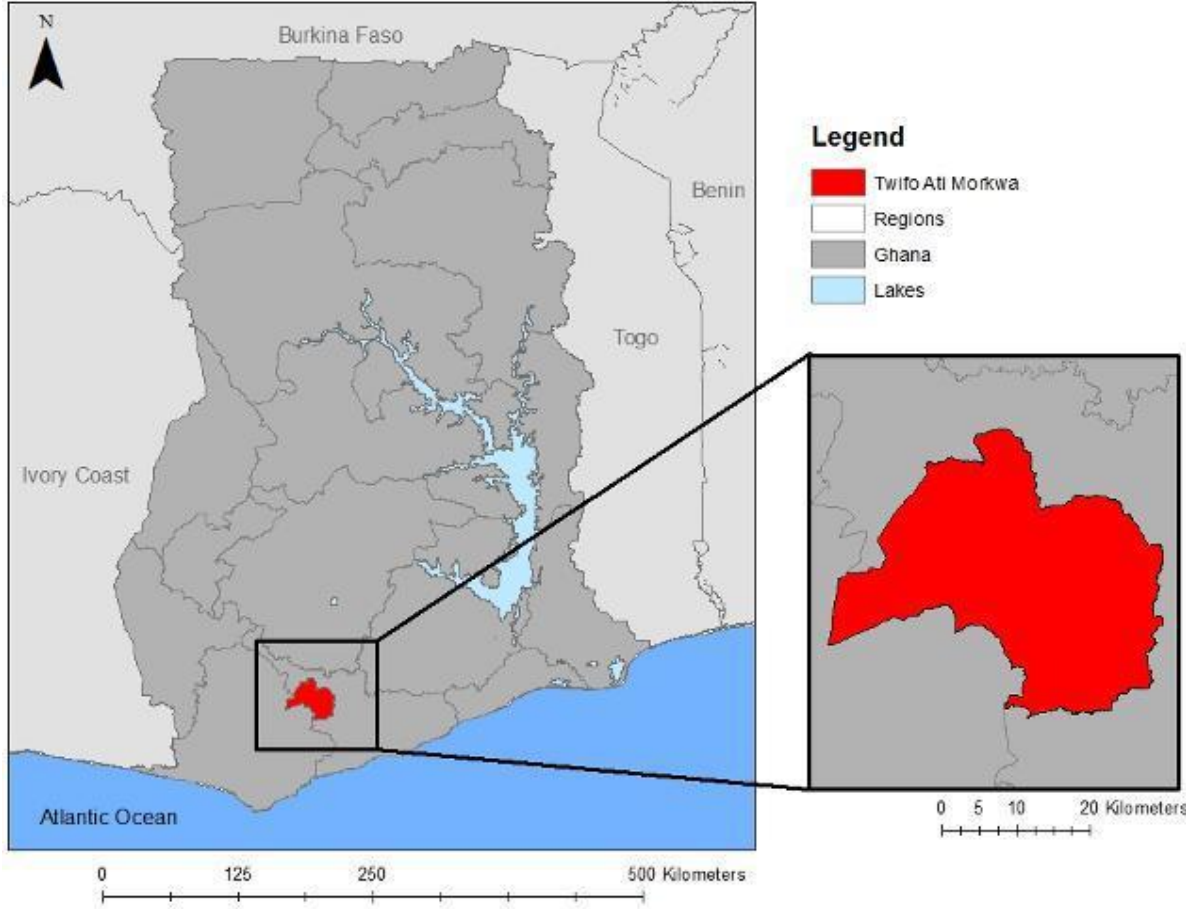 N
Burkina Faso
Benin
Togo
Ivory Coast
Atlantic Ocean
0 125 250 500 Kilometers
Legend
Twifo Ati Morkwa
Regions
Ghana
Lakes
0 5 10 20 Kilometers